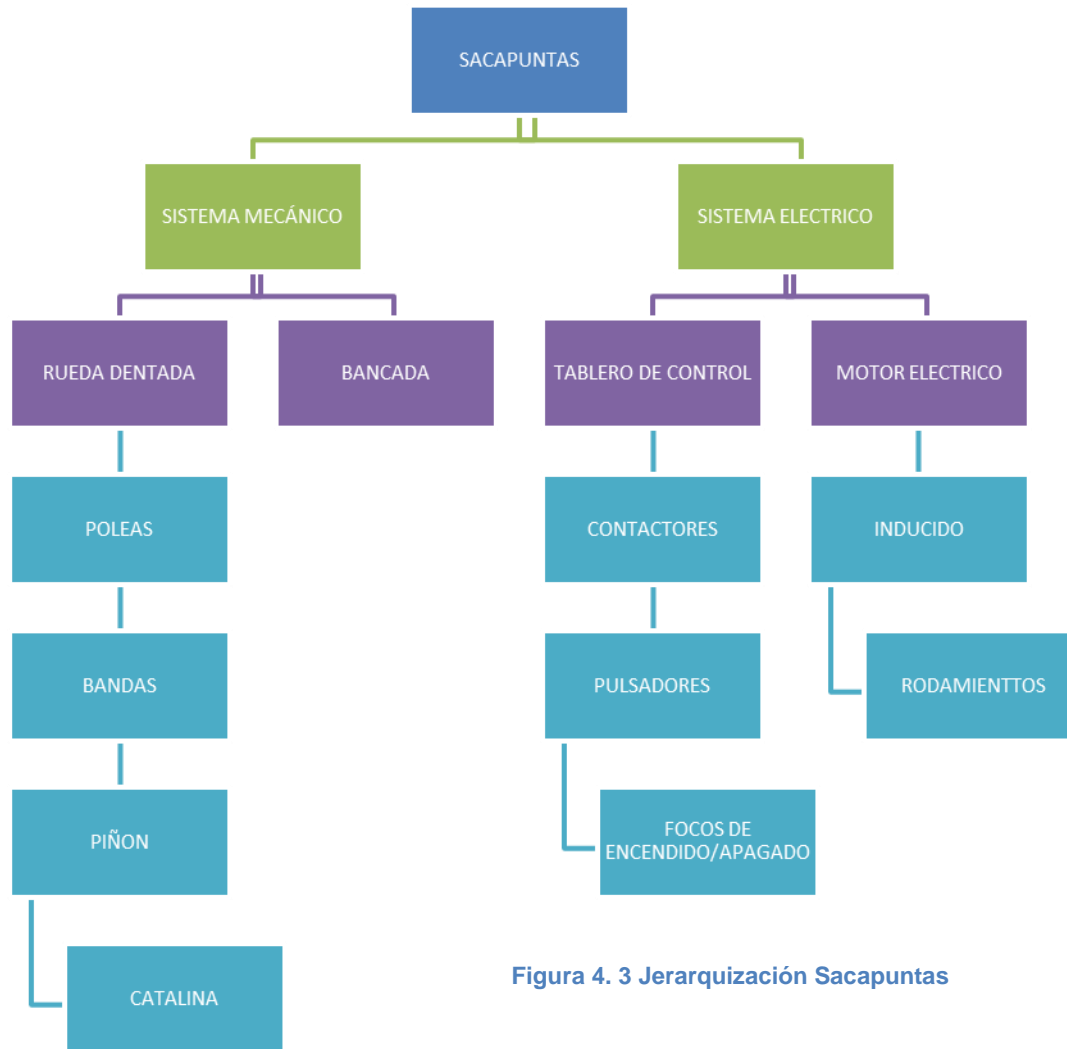 SACAPUNTAS
SISTEMA MECÁNICO
SISTEMA ELECTRICO
RUEDA DENTADA
BANCADA
TABLERO DE CONTROL
MOTOR ELECTRICO
POLEAS
CONTACTORES
INDUCIDO
BANDAS
PULSADORES
RODAMIENTTOS
PIÑON
FOCOS DE
ENCENDIDO/APAGADO
CATALINA
Figura 4. 3 Jerarquización Sacapuntas